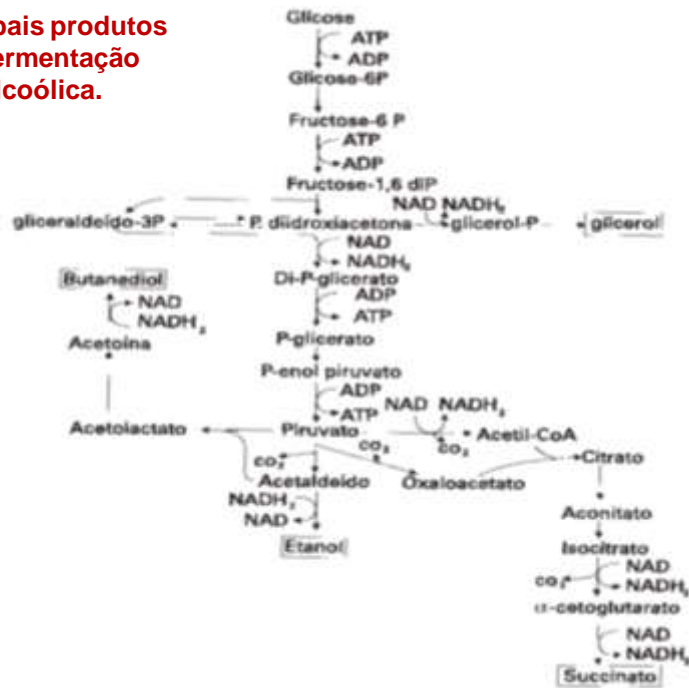 pais produtos
ermentação
lcoólica.
Glicose
ATP
ADP
Glicose-6P
Fructose-6 P
ATP
ADP
Fructose-1,6 diP
gliceraldeído-3P
P. diidroxiacetona
NAD NADH₂
glicerol-P
glicerol
NAD
NADH₂
Butanediol
Di-P-glicerato
NAD
NADH₂
ADP
ATP
Acetoína
P-glicerato
P-enol piruvato
ADP
ATP
NAD NADH₂
Acetolactato
Piruvato
Acetil-CoA
CO₂
CO₂
CO₂
Citrato
Acetaldeído
Oxaloacetato
NADH₂
NAD
Aconitato
Etanol
Isocitrato
NAD
CO₂
NADH₂
α-cetoglutarato
NAD
NADH₂
Succinato